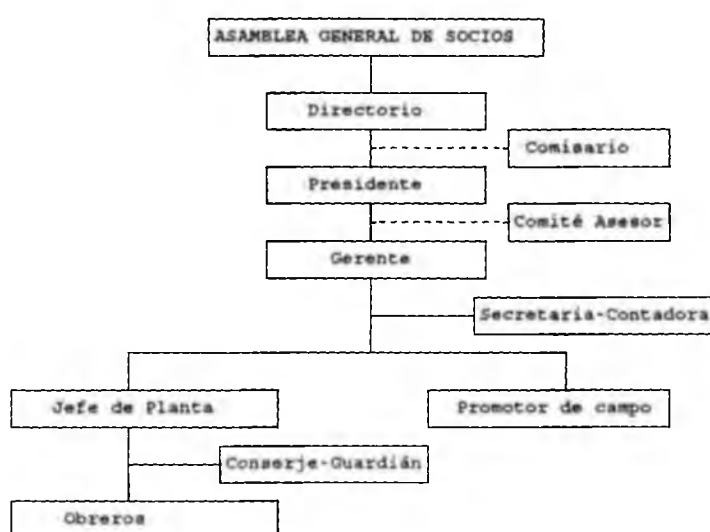 ASAMBLEA GENERAL DE SOCIOS
Directorio
Comisario
Presidente
Comité Asesor
Gerente
Secretaria-Contadora
Jefe de Planta
Promotor de campo
Conserje-Guardián
Obreros